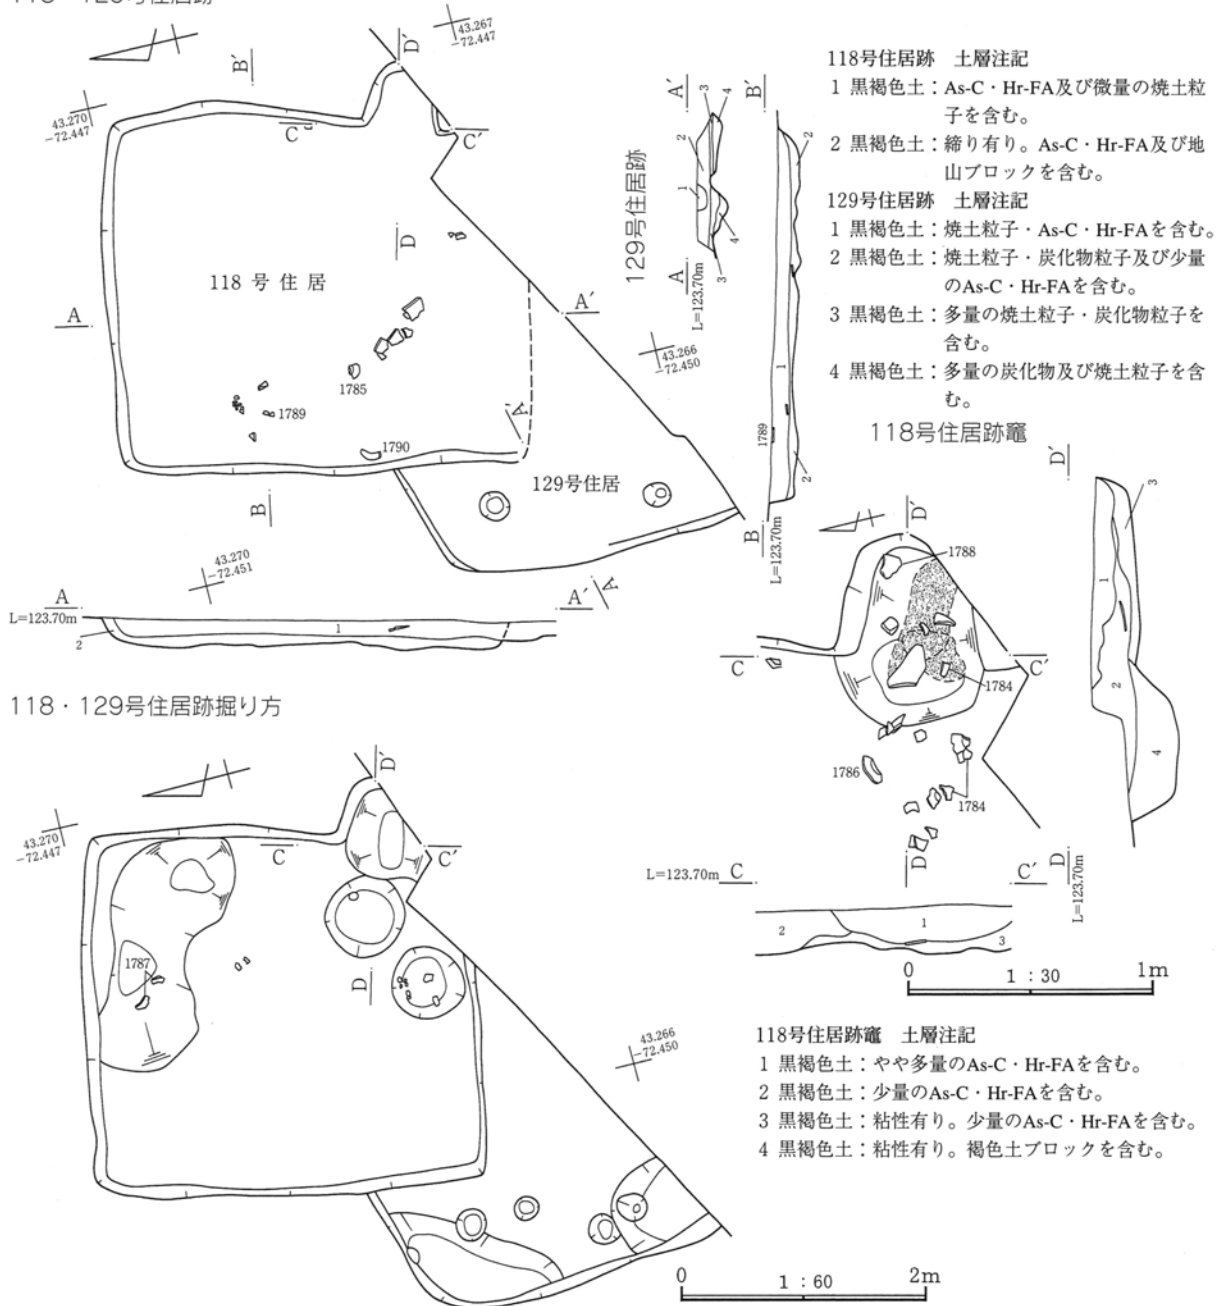 43.267
−72.447
D′
B′
43.270
−72.447
C
C′
D
118 号 住 居
A
A′
43.266
−72.450
1785
1789
1790
A′
129号住居
B
43.270
−72.451
A
A′
A
L=123.70m
1
2
129号住居跡
A′
3
4
2
1
4
3
A
L=123.70m
B′
2
1
1789
2
B
L=123.70m
118号住居跡 土層注記
1 黒褐色土：As-C・Hr-FA及び微量の焼土粒
子を含む。
2 黒褐色土：締り有り。As-C・Hr-FA及び地
山ブロックを含む。
129号住居跡 土層注記
1 黒褐色土：焼土粒子・As-C・Hr-FAを含む。
2 黒褐色土：焼土粒子・炭化物粒子及び少量
のAs-C・Hr-FAを含む。
3 黒褐色土：多量の焼土粒子・炭化物粒子を
含む。
4 黒褐色土：多量の炭化物及び焼土粒子を含
む。
118号住居跡竈
D′
1788
C
C′
1784
1786
1784
D
D′
3
1
2
4
D
L=123.70m
L=123.70m C
C′
2
1
3
0
1：30
1m
118号住居跡竈 土層注記
1 黒褐色土：やや多量のAs-C・Hr-FAを含む。
2 黒褐色土：少量のAs-C・Hr-FAを含む。
3 黒褐色土：粘性有り。少量のAs-C・Hr-FAを含む。
4 黒褐色土：粘性有り。褐色土ブロックを含む。
118・129号住居跡掘り方
D′
43.270
−72.447
C
C′
1787
D
43.266
−72.450
0
1：60
2m